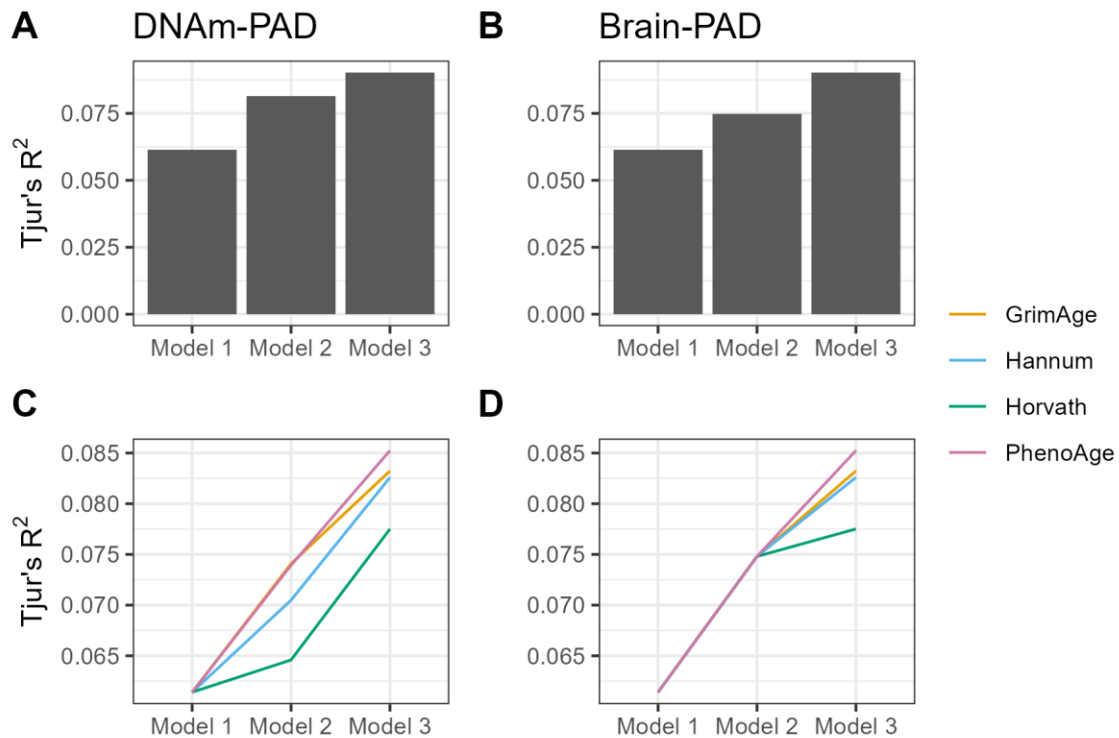 A DNAm-PAD
Tjur's R²
0.075
0.050
0.025
0.000
Model 1 Model 2 Model 3
B Brain-PAD
0.075
0.050
0.025
0.000
Model 1 Model 2 Model 3
GrimAge
Hannum
Horvath
PhenoAge
C
Tjur's R²
0.085
0.080
0.075
0.070
0.065
Model 1 Model 2 Model 3
D
0.085
0.080
0.075
0.070
0.065
Model 1 Model 2 Model 3